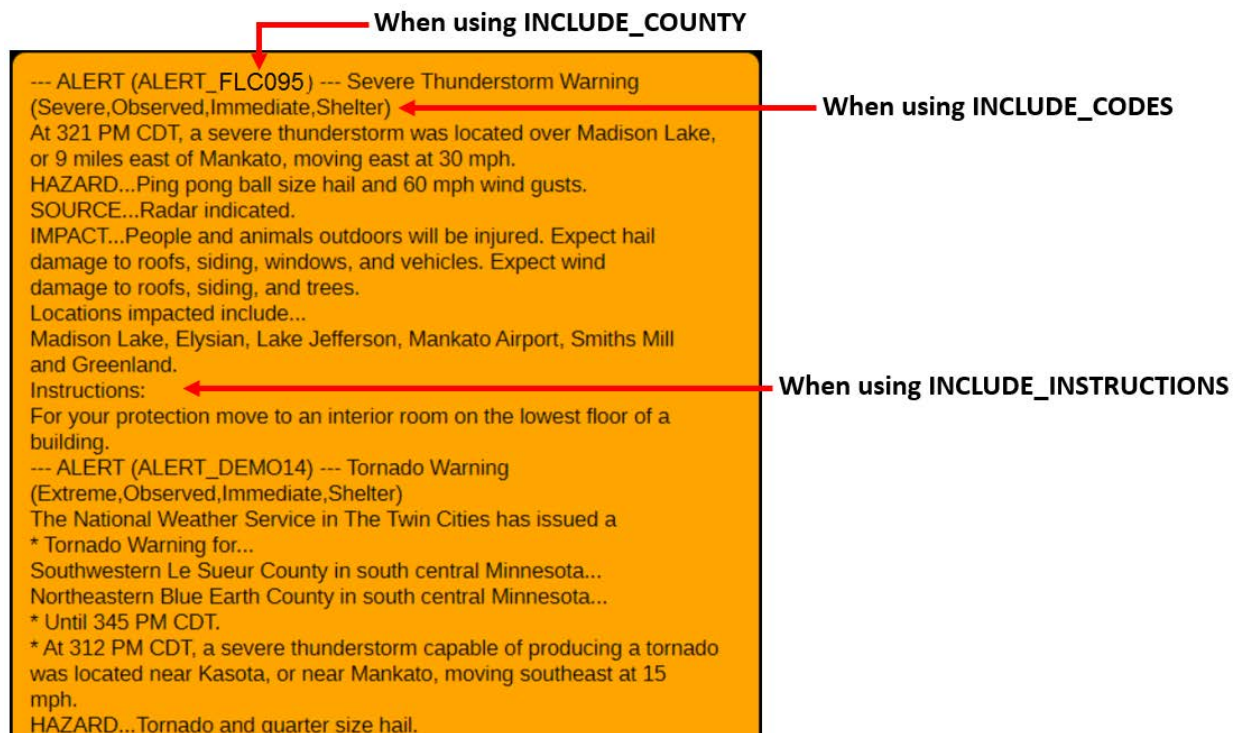 When using INCLUDE_COUNTY
--- ALERT (ALERT_FLC095) --- Severe Thunderstorm Warning
(Severe,Observed,Immediate,Shelter)
When using INCLUDE_CODES
At 321 PM CDT, a severe thunderstorm was located over Madison Lake,
or 9 miles east of Mankato, moving east at 30 mph.
HAZARD...Ping pong ball size hail and 60 mph wind gusts.
SOURCE...Radar indicated.
IMPACT...People and animals outdoors will be injured. Expect hail
damage to roofs, siding, windows, and vehicles. Expect wind
damage to roofs, siding, and trees.
Locations impacted include...
Madison Lake, Elysian, Lake Jefferson, Mankato Airport, Smiths Mill
and Greenland.
Instructions:
When using INCLUDE_INSTRUCTIONS
For your protection move to an interior room on the lowest floor of a
building.
--- ALERT (ALERT_DEMO14) --- Tornado Warning
(Extreme,Observed,Immediate,Shelter)
The National Weather Service in The Twin Cities has issued a
* Tornado Warning for...
Southwestern Le Sueur County in south central Minnesota...
Northeastern Blue Earth County in south central Minnesota...
* Until 345 PM CDT.
* At 312 PM CDT, a severe thunderstorm capable of producing a tornado
was located near Kasota, or near Mankato, moving southeast at 15
mph.
HAZARD...Tornado and quarter size hail.